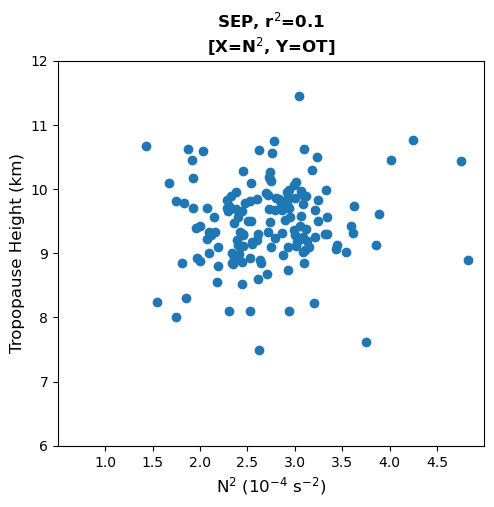 SEP, r²=0.1
[X=N², Y=OT]
12
11
10
9
8
7
6
Tropopause Height (km)
1.0 1.5 2.0 2.5 3.0 3.5 4.0 4.5
N² (10⁻⁴ s⁻²)